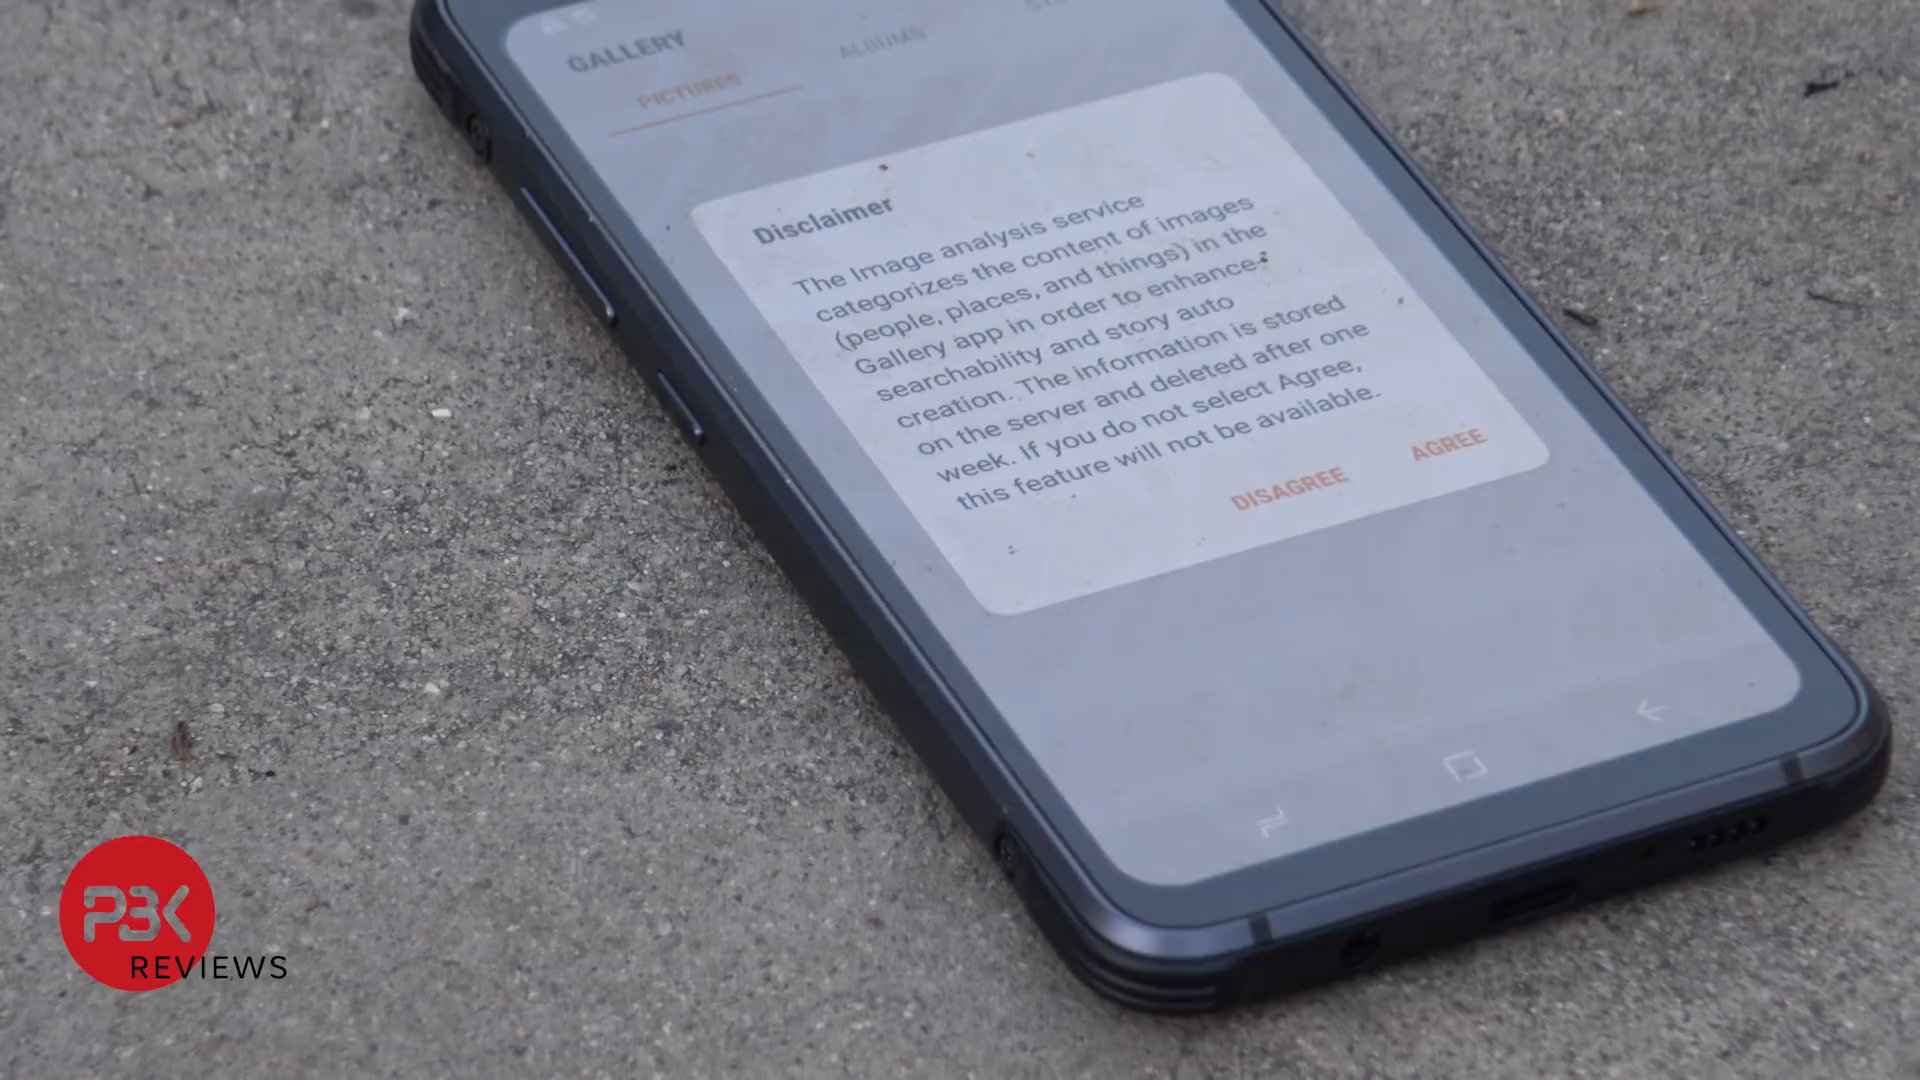 GALLERY
PICTURES
ALBUMS
Disclaimer
The Image analysis service
categorizes the content of images
(people, places, and things) in the
Gallery app in order to enhance
searchability and story auto
creation. The information is stored
on the server and deleted after one
week. If you do not select Agree,
this feature will not be available.
DISAGREE
AGREE
PBK
REVIEWS